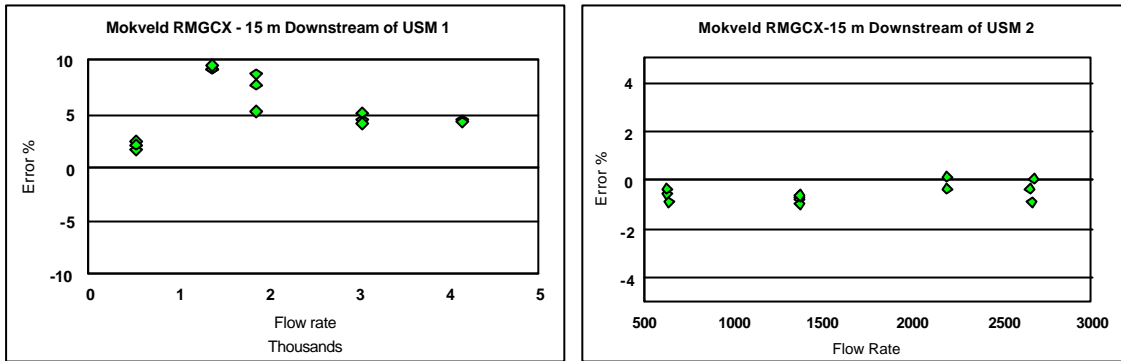 Mokveld RMGCX - 15 m Downstream of USM 1
10
5
0
-5
-10
Error %
0 1 2 3 4 5
Flow rate
Thousands
Mokveld RMGCX-15 m Downstream of USM 2
4
2
0
-2
-4
Error %
500 1000 1500 2000 2500 3000
Flow Rate